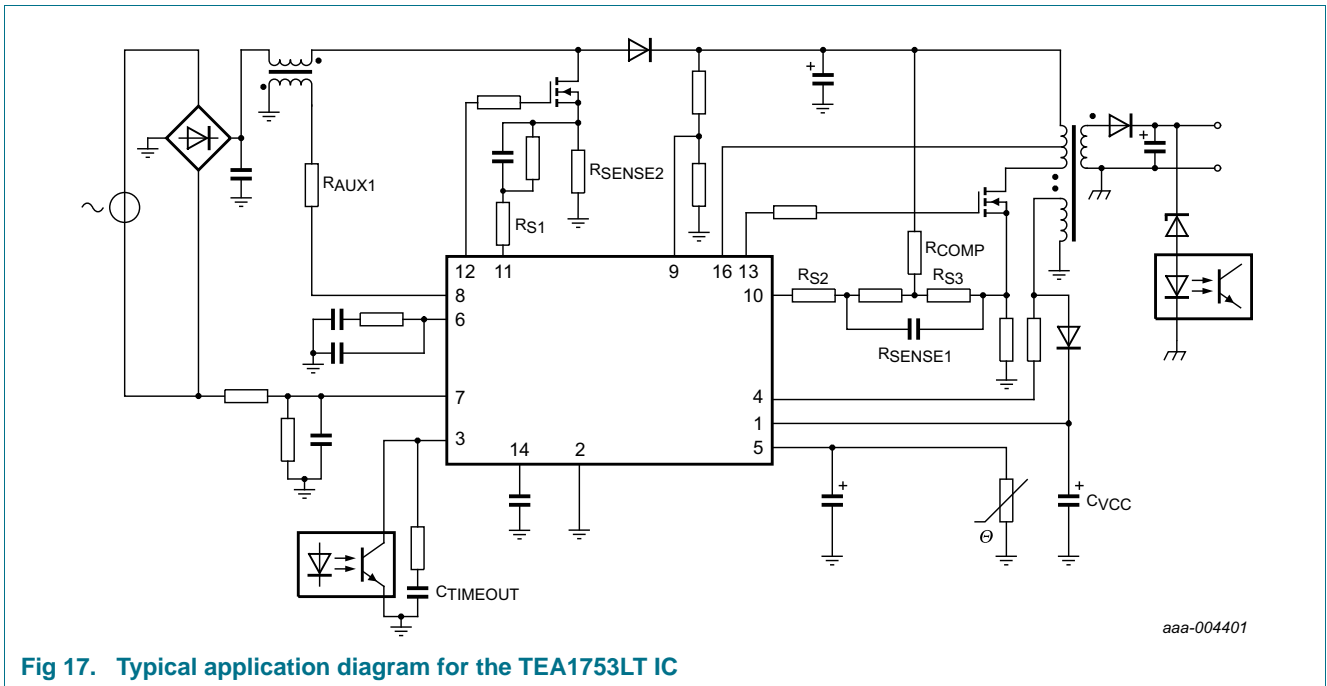 RAUX1
RS1
RSENSE2
12
11
9
16
13
8
6
7
3
14
2
10
4
1
5
RS2
RCOMP
RS3
RSENSE1
+
+
+
+
CVCC
Θ
CTIMEOUT
aaa-004401
Fig 17. Typical application diagram for the TEA1753LT IC